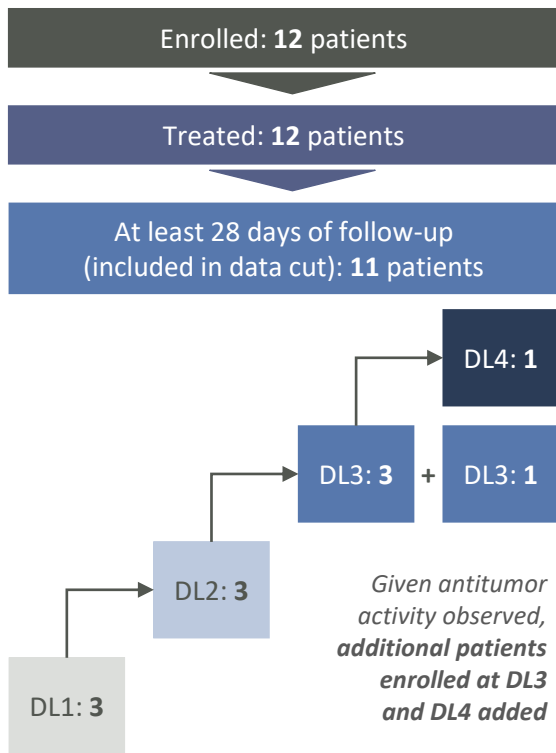 Enrolled: 12 patients
Treated: 12 patients
At least 28 days of follow-up
(included in data cut): 11 patients
DL4: 1
DL3: 3 + DL3: 1
DL2: 3
Given antitumor
activity observed,
additional patients
enrolled at DL3
and DL4 added
DL1: 3